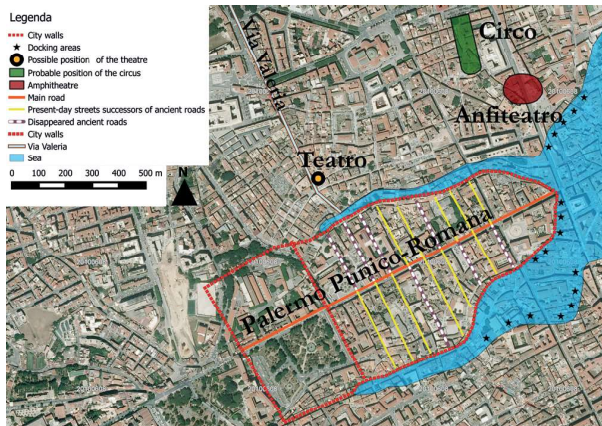 Legenda
City walls
Docking areas
Possible position of the theatre
Probable position of the circus
Amphitheatre
Main road
Present-day streets successors of ancient roads
Disappeared ancient roads
City walls
Via Valeria
Sea
0 100 200 300 400 500 m
N
Via Valeria
Circo
Anfiteatro
Teatro
Palermo Punico-Romana